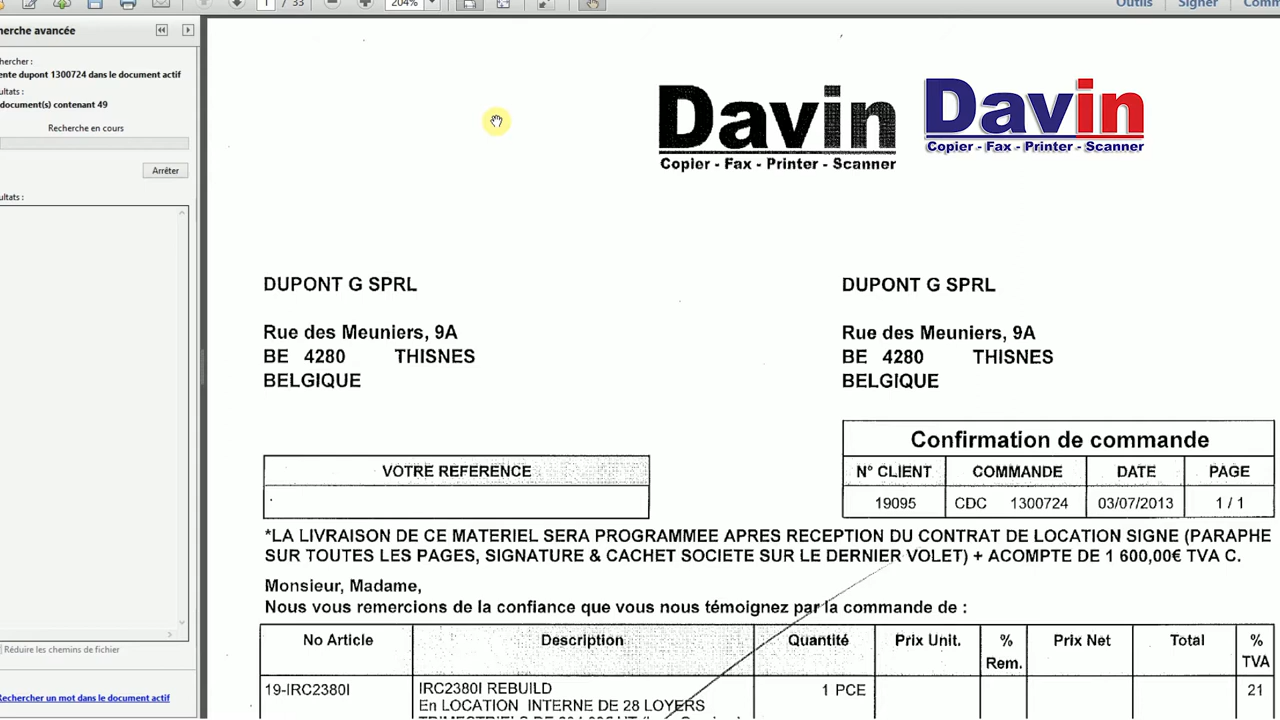 1 / 33
204%
Outils
Signer
herche avancée
hercher :
ente dupont 1300724 dans le document actif
ultats :
document(s) contenant 49
Recherche en cours
Arrêter
ultats :
Réduire les chemins de fichier
Rechercher un mot dans le document actif
Davin
Copier - Fax - Printer - Scanner
Davin
Copier - Fax - Printer - Scanner
DUPONT G SPRL
Rue des Meuniers, 9A
BE 4280 THISNES
BELGIQUE
DUPONT G SPRL
Rue des Meuniers, 9A
BE 4280 THISNES
BELGIQUE
VOTRE REFERENCE
.
Confirmation de commande
N° CLIENT COMMANDE DATE PAGE
19095 CDC 1300724 03/07/2013 1 / 1
*LA LIVRAISON DE CE MATERIEL SERA PROGRAMMEE APRES RECEPTION DU CONTRAT DE LOCATION SIGNE (PARAPHE
SUR TOUTES LES PAGES, SIGNATURE & CACHET SOCIETE SUR LE DERNIER VOLET) + ACOMPTE DE 1 600,00€ TVA C.
Monsieur, Madame,
Nous vous remercions de la confiance que vous nous témoignez par la commande de :
No Article Description Quantité Prix Unit. % Rem. Prix Net Total % TVA
19-IRC2380I IRC2380I REBUILD 1 PCE 21
En LOCATION INTERNE DE 28 LOYERS